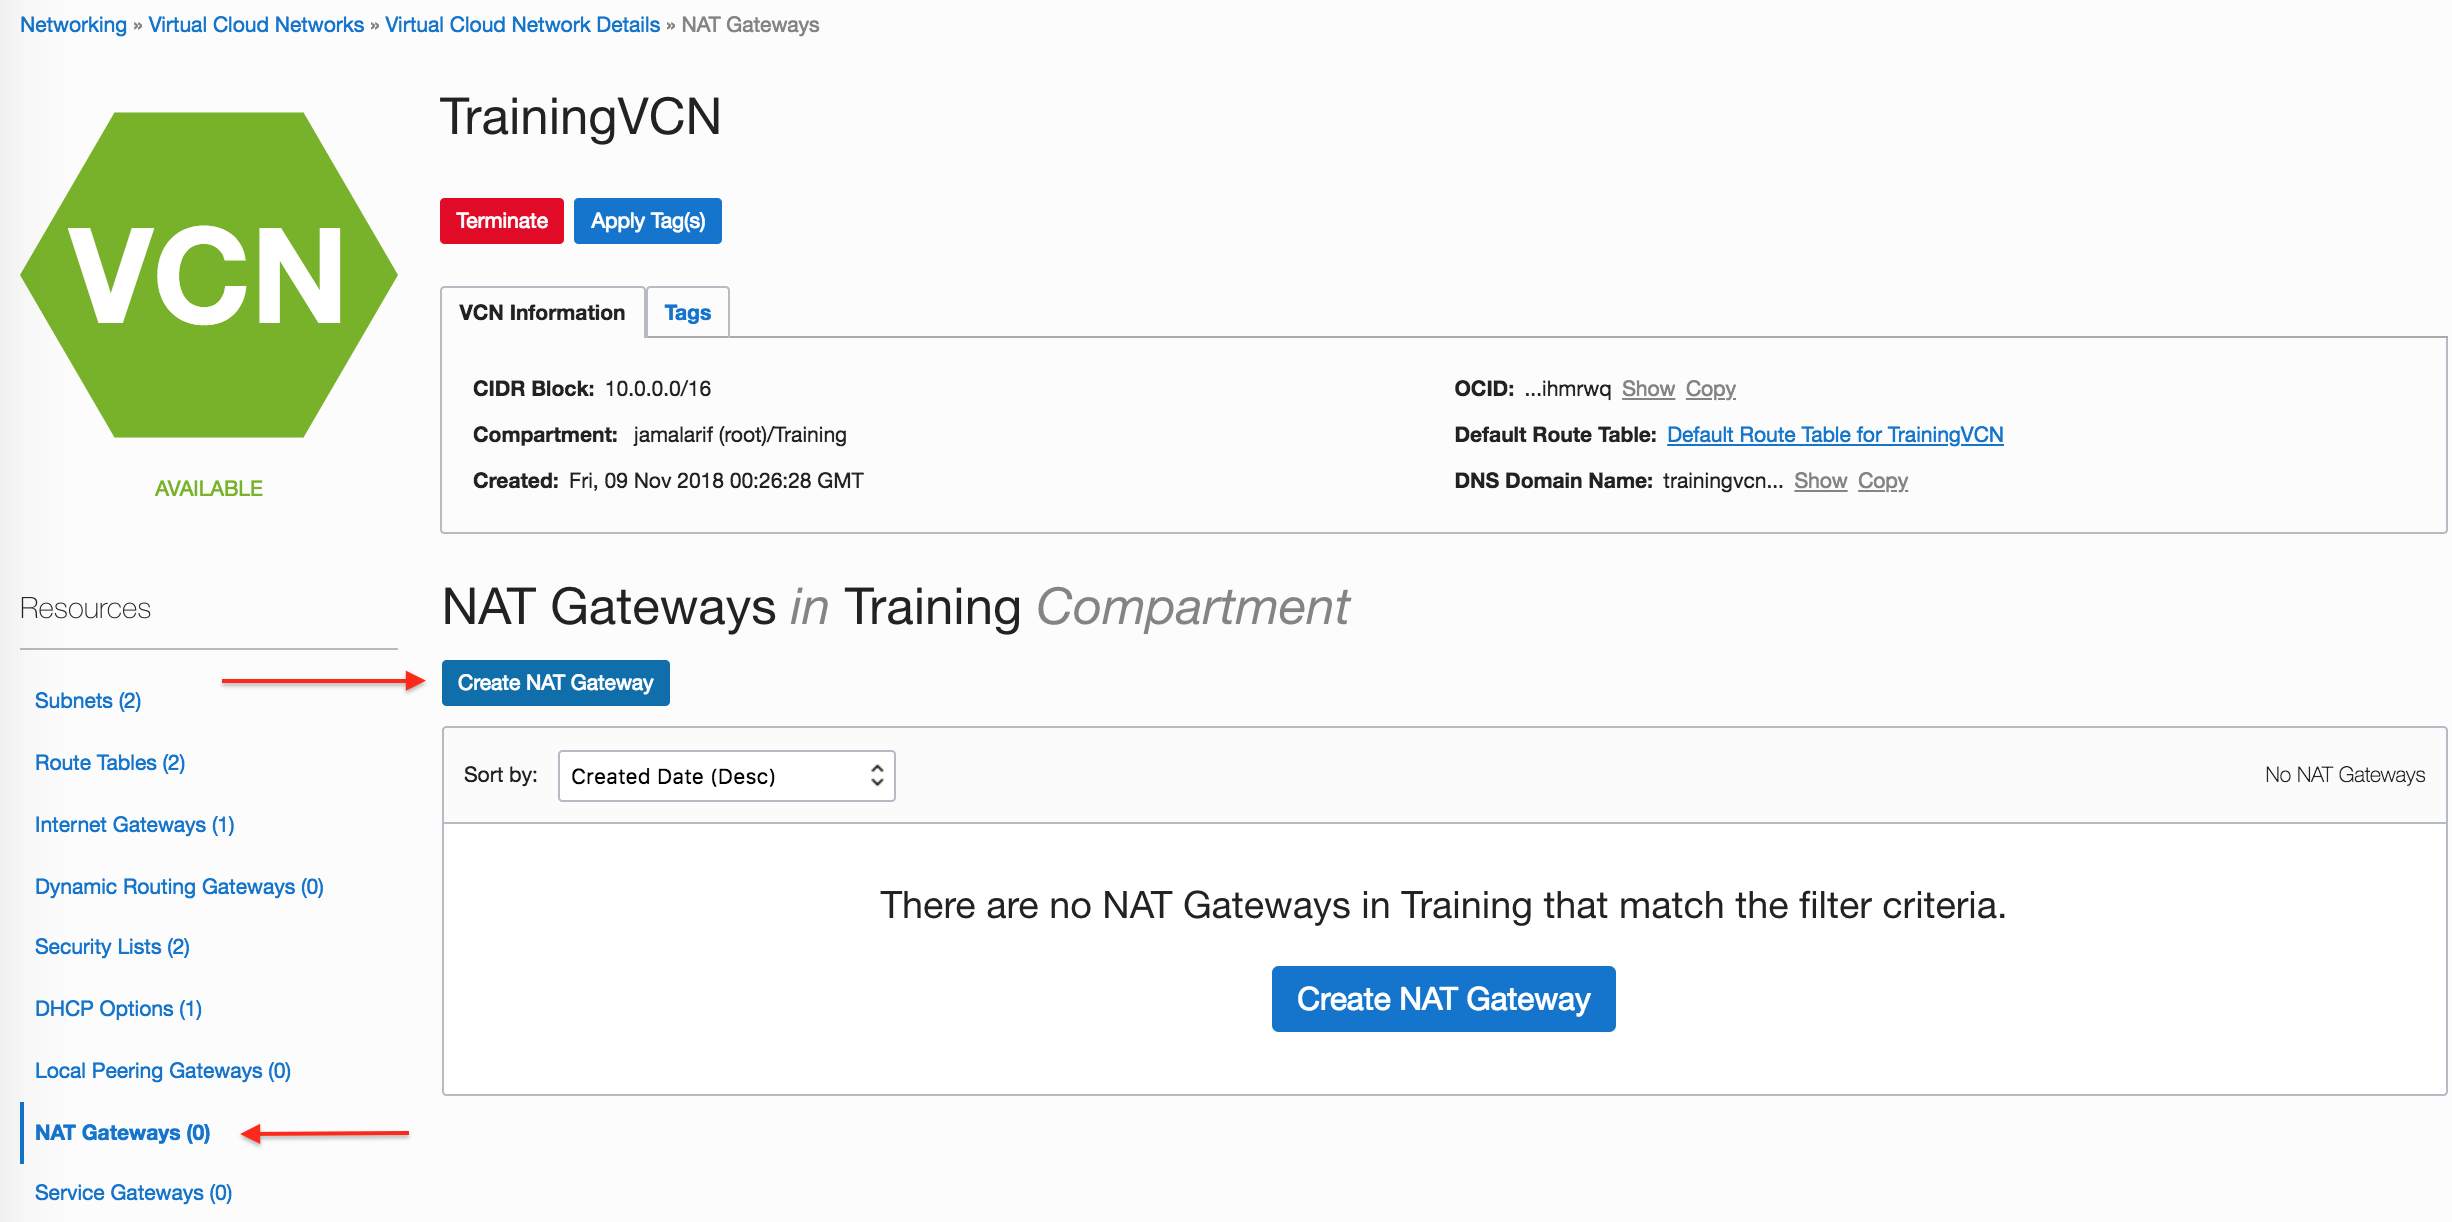 Networking » Virtual Cloud Networks » Virtual Cloud Network Details » NAT Gateways
VCN
AVAILABLE
TrainingVCN
Terminate
Apply Tag(s)
VCN Information
Tags
CIDR Block: 10.0.0.0/16
Compartment: jamalarif (root)/Training
Created: Fri, 09 Nov 2018 00:26:28 GMT
OCID: ...ihmrwq Show Copy
Default Route Table: Default Route Table for TrainingVCN
DNS Domain Name: trainingvcn... Show Copy
Resources
Subnets (2)
Route Tables (2)
Internet Gateways (1)
Dynamic Routing Gateways (0)
Security Lists (2)
DHCP Options (1)
Local Peering Gateways (0)
NAT Gateways (0)
Service Gateways (0)
NAT Gateways in Training Compartment
Create NAT Gateway
Sort by: Created Date (Desc)
No NAT Gateways
There are no NAT Gateways in Training that match the filter criteria.
Create NAT Gateway